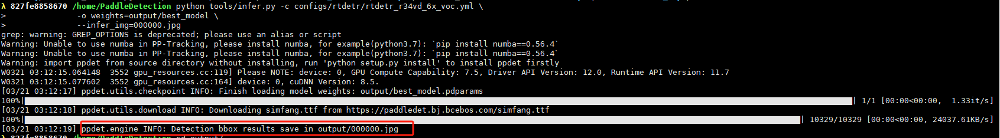 λ 827fe8858670 /home/PaddleDetection python tools/infer.py -c configs/rtdetr/rtdetr_r34vd_6x_voc.yml \
> -o weights=output/best_model \
> --infer_img=000000.jpg
grep: warning: GREP_OPTIONS is deprecated; please use an alias or script
Warning: Unable to use numba in PP-Tracking, please install numba, for example(python3.7): `pip install numba==0.56.4`
Warning: Unable to use numba in PP-Tracking, please install numba, for example(python3.7): `pip install numba==0.56.4`
Warning: import ppdet from source directory without installing, run 'python setup.py install' to install ppdet firstly
W0321 03:12:15.064148  3552 gpu_resources.cc:119] Please NOTE: device: 0, GPU Compute Capability: 7.5, Driver API Version: 12.0, Runtime API Version: 11.7
W0321 03:12:15.077602  3552 gpu_resources.cc:164] device: 0, cuDNN Version: 8.5.
[03/21 03:12:17] ppdet.utils.checkpoint INFO: Finish loading model weights: output/best_model.pdparams
100%| | 1/1 [00:00<00:00,  1.33it/s]
[03/21 03:12:18] ppdet.utils.download INFO: Downloading simfang.ttf from https://paddledet.bj.bcebos.com/simfang.ttf
100%| | 10329/10329 [00:00<00:00, 24037.61KB/s]
[03/21 03:12:19] ppdet.engine INFO: Detection bbox results save in output/000000.jpg
λ 827fe8858670 /home/PaddleDetection cd output/